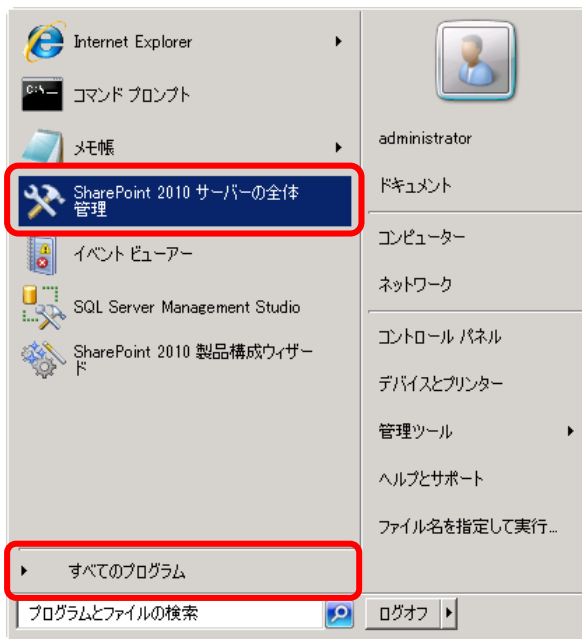 Internet Explorer
コマンド プロンプト
メモ帳
SharePoint 2010 サーバーの全体
管理
イベント ビューアー
SQL Server Management Studio
SharePoint 2010 製品構成ウィザー
ド
すべてのプログラム
プログラムとファイルの検索
administrator
ドキュメント
コンピューター
ネットワーク
コントロール パネル
デバイスとプリンター
管理ツール
ヘルプとサポート
ファイル名を指定して実行...
ログオフ